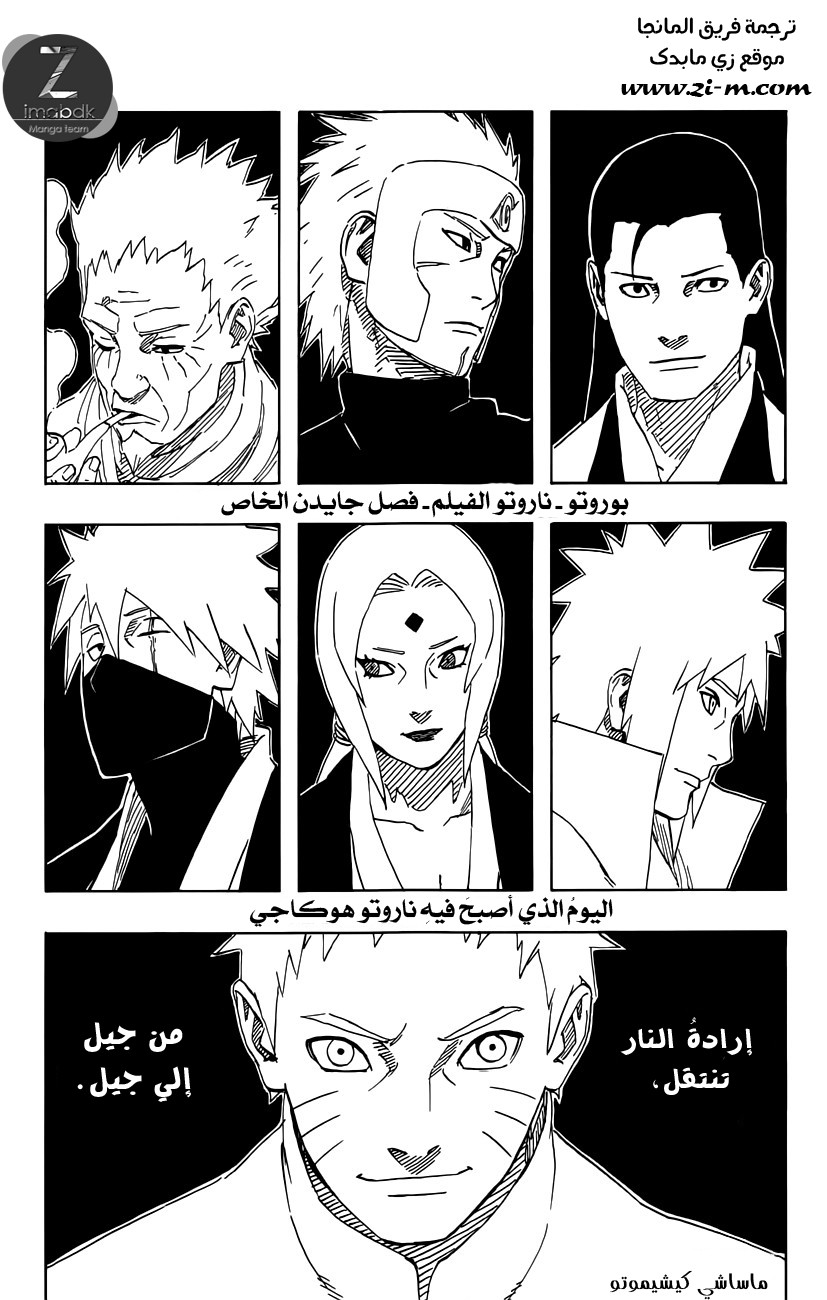 ترجمة فريق المانجا
موقع زي مابدك
www.zi-m.com
Z
imabdk
Manga team
بوروتو - ناروتو الفيلم - فصل جايدن الخاص
اليومُ الذي أصبحَ فيهِ ناروتو هوكاجي
إرادةُ النار
تنتقل،
من جيل
إلي جيل.
ماساشي كيشيموتو